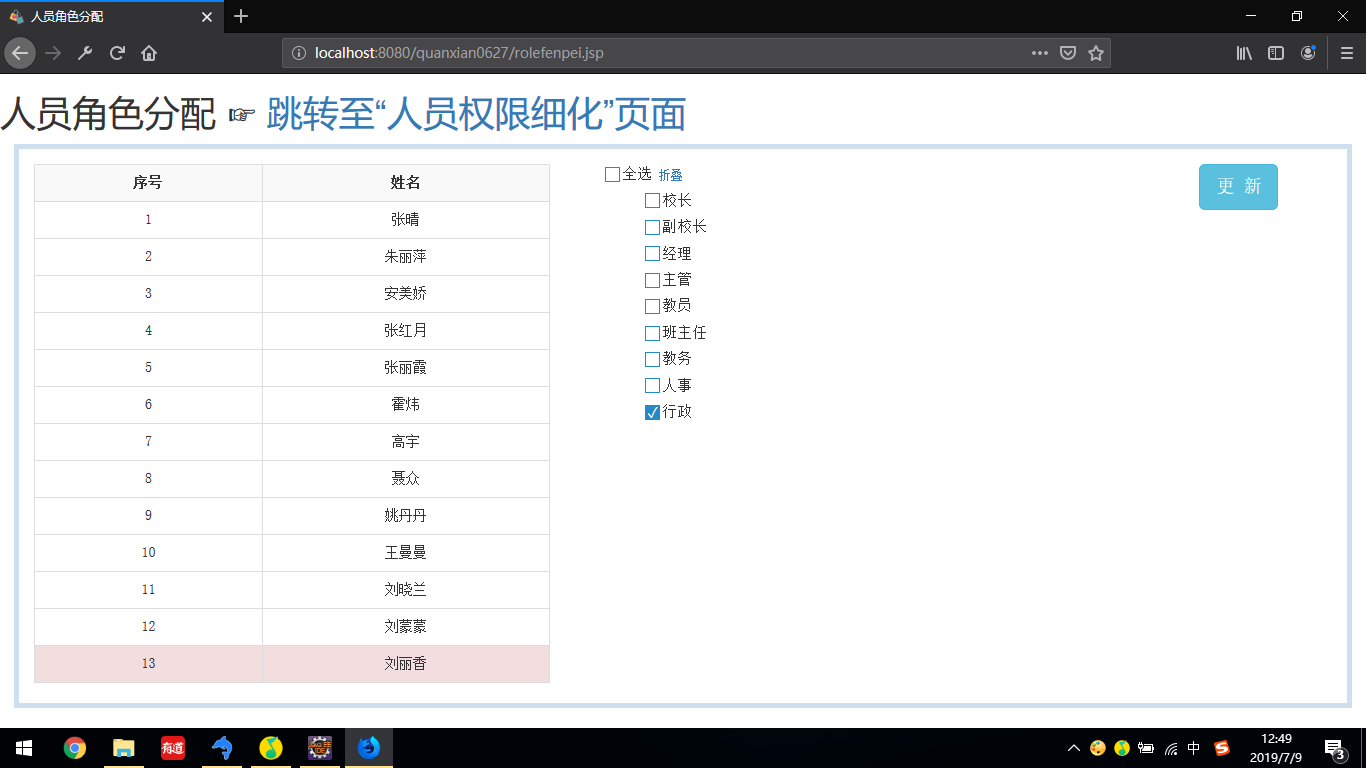 人员角色分配
localhost:8080/quanxian0627/rolefenpei.jsp
人员角色分配 ☞ 跳转至“人员权限细化”页面
序号 姓名
1 张晴
2 朱丽萍
3 安美娇
4 张红月
5 张丽霞
6 霍炜
7 高宇
8 聂众
9 姚丹丹
10 王曼曼
11 刘晓兰
12 刘蒙蒙
13 刘丽香
全选 折叠
校长
副校长
经理
主管
教员
班主任
教务
人事
行政
更 新
有道
JAVA EE
IDE
中
S
12:49
2019/7/9
3